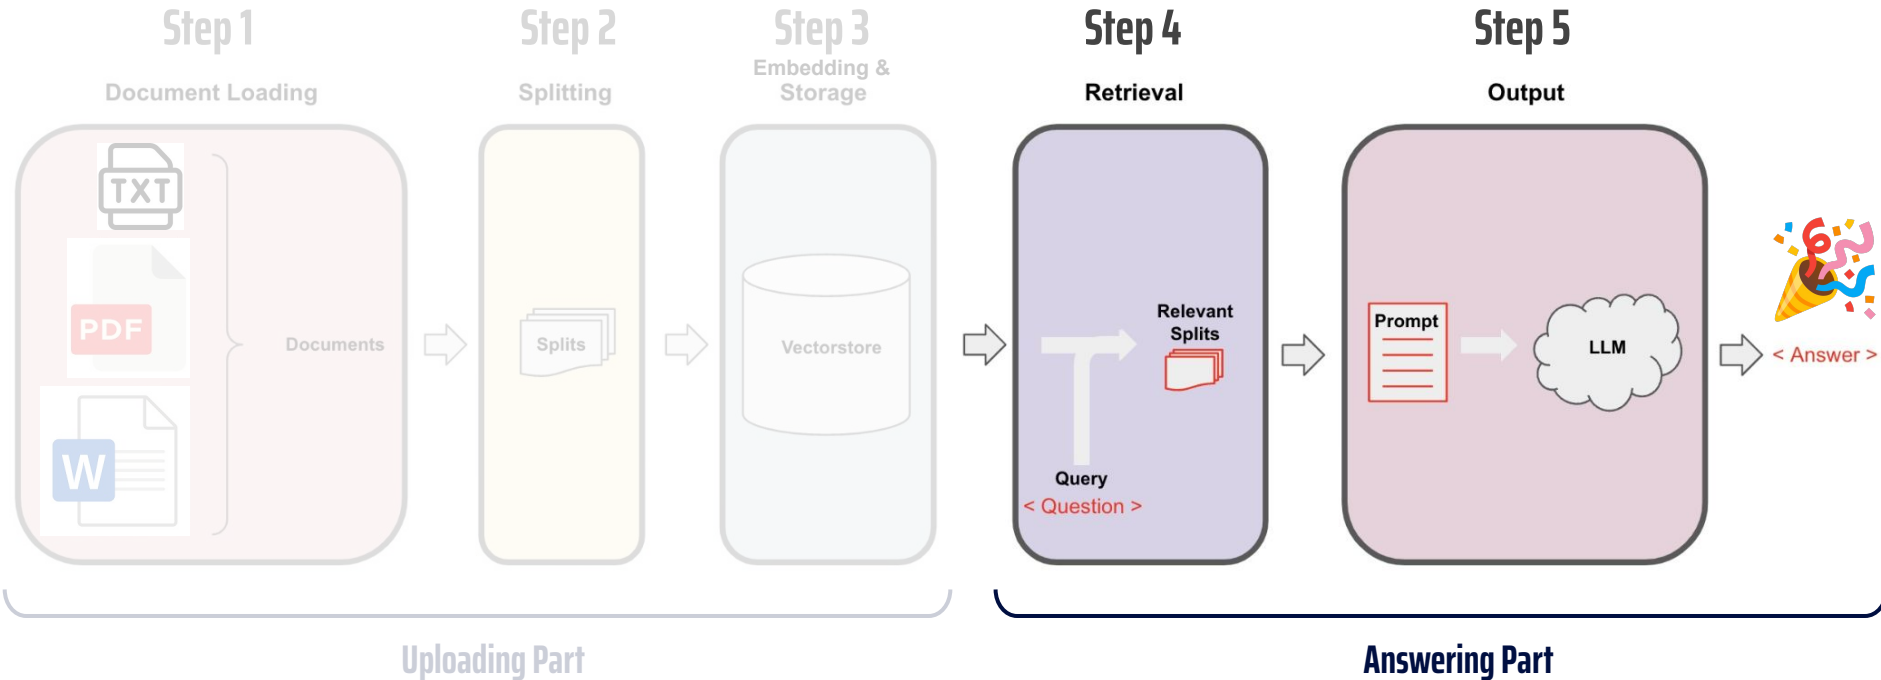 Step 1
Document Loading
TXT
PDF
W
Documents
Step 2
Splitting
Splits
Step 3
Embedding &
Storage
Vectorstore
Step 4
Retrieval
Relevant
Splits
Query
< Question >
Step 5
Output
Prompt
LLM
< Answer >
Uploading Part
Answering Part